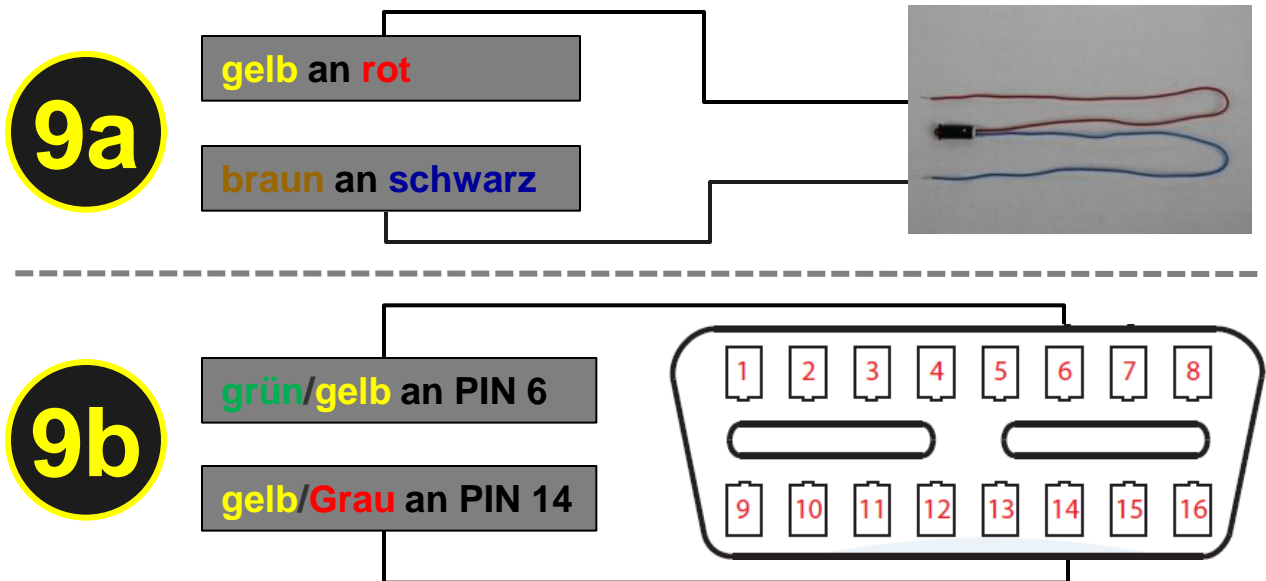 9a
gelb an rot
braun an schwarz
9b
grün/gelb an PIN 6
gelb/Grau an PIN 14
1 2 3 4 5 6 7 8
9 10 11 12 13 14 15 16